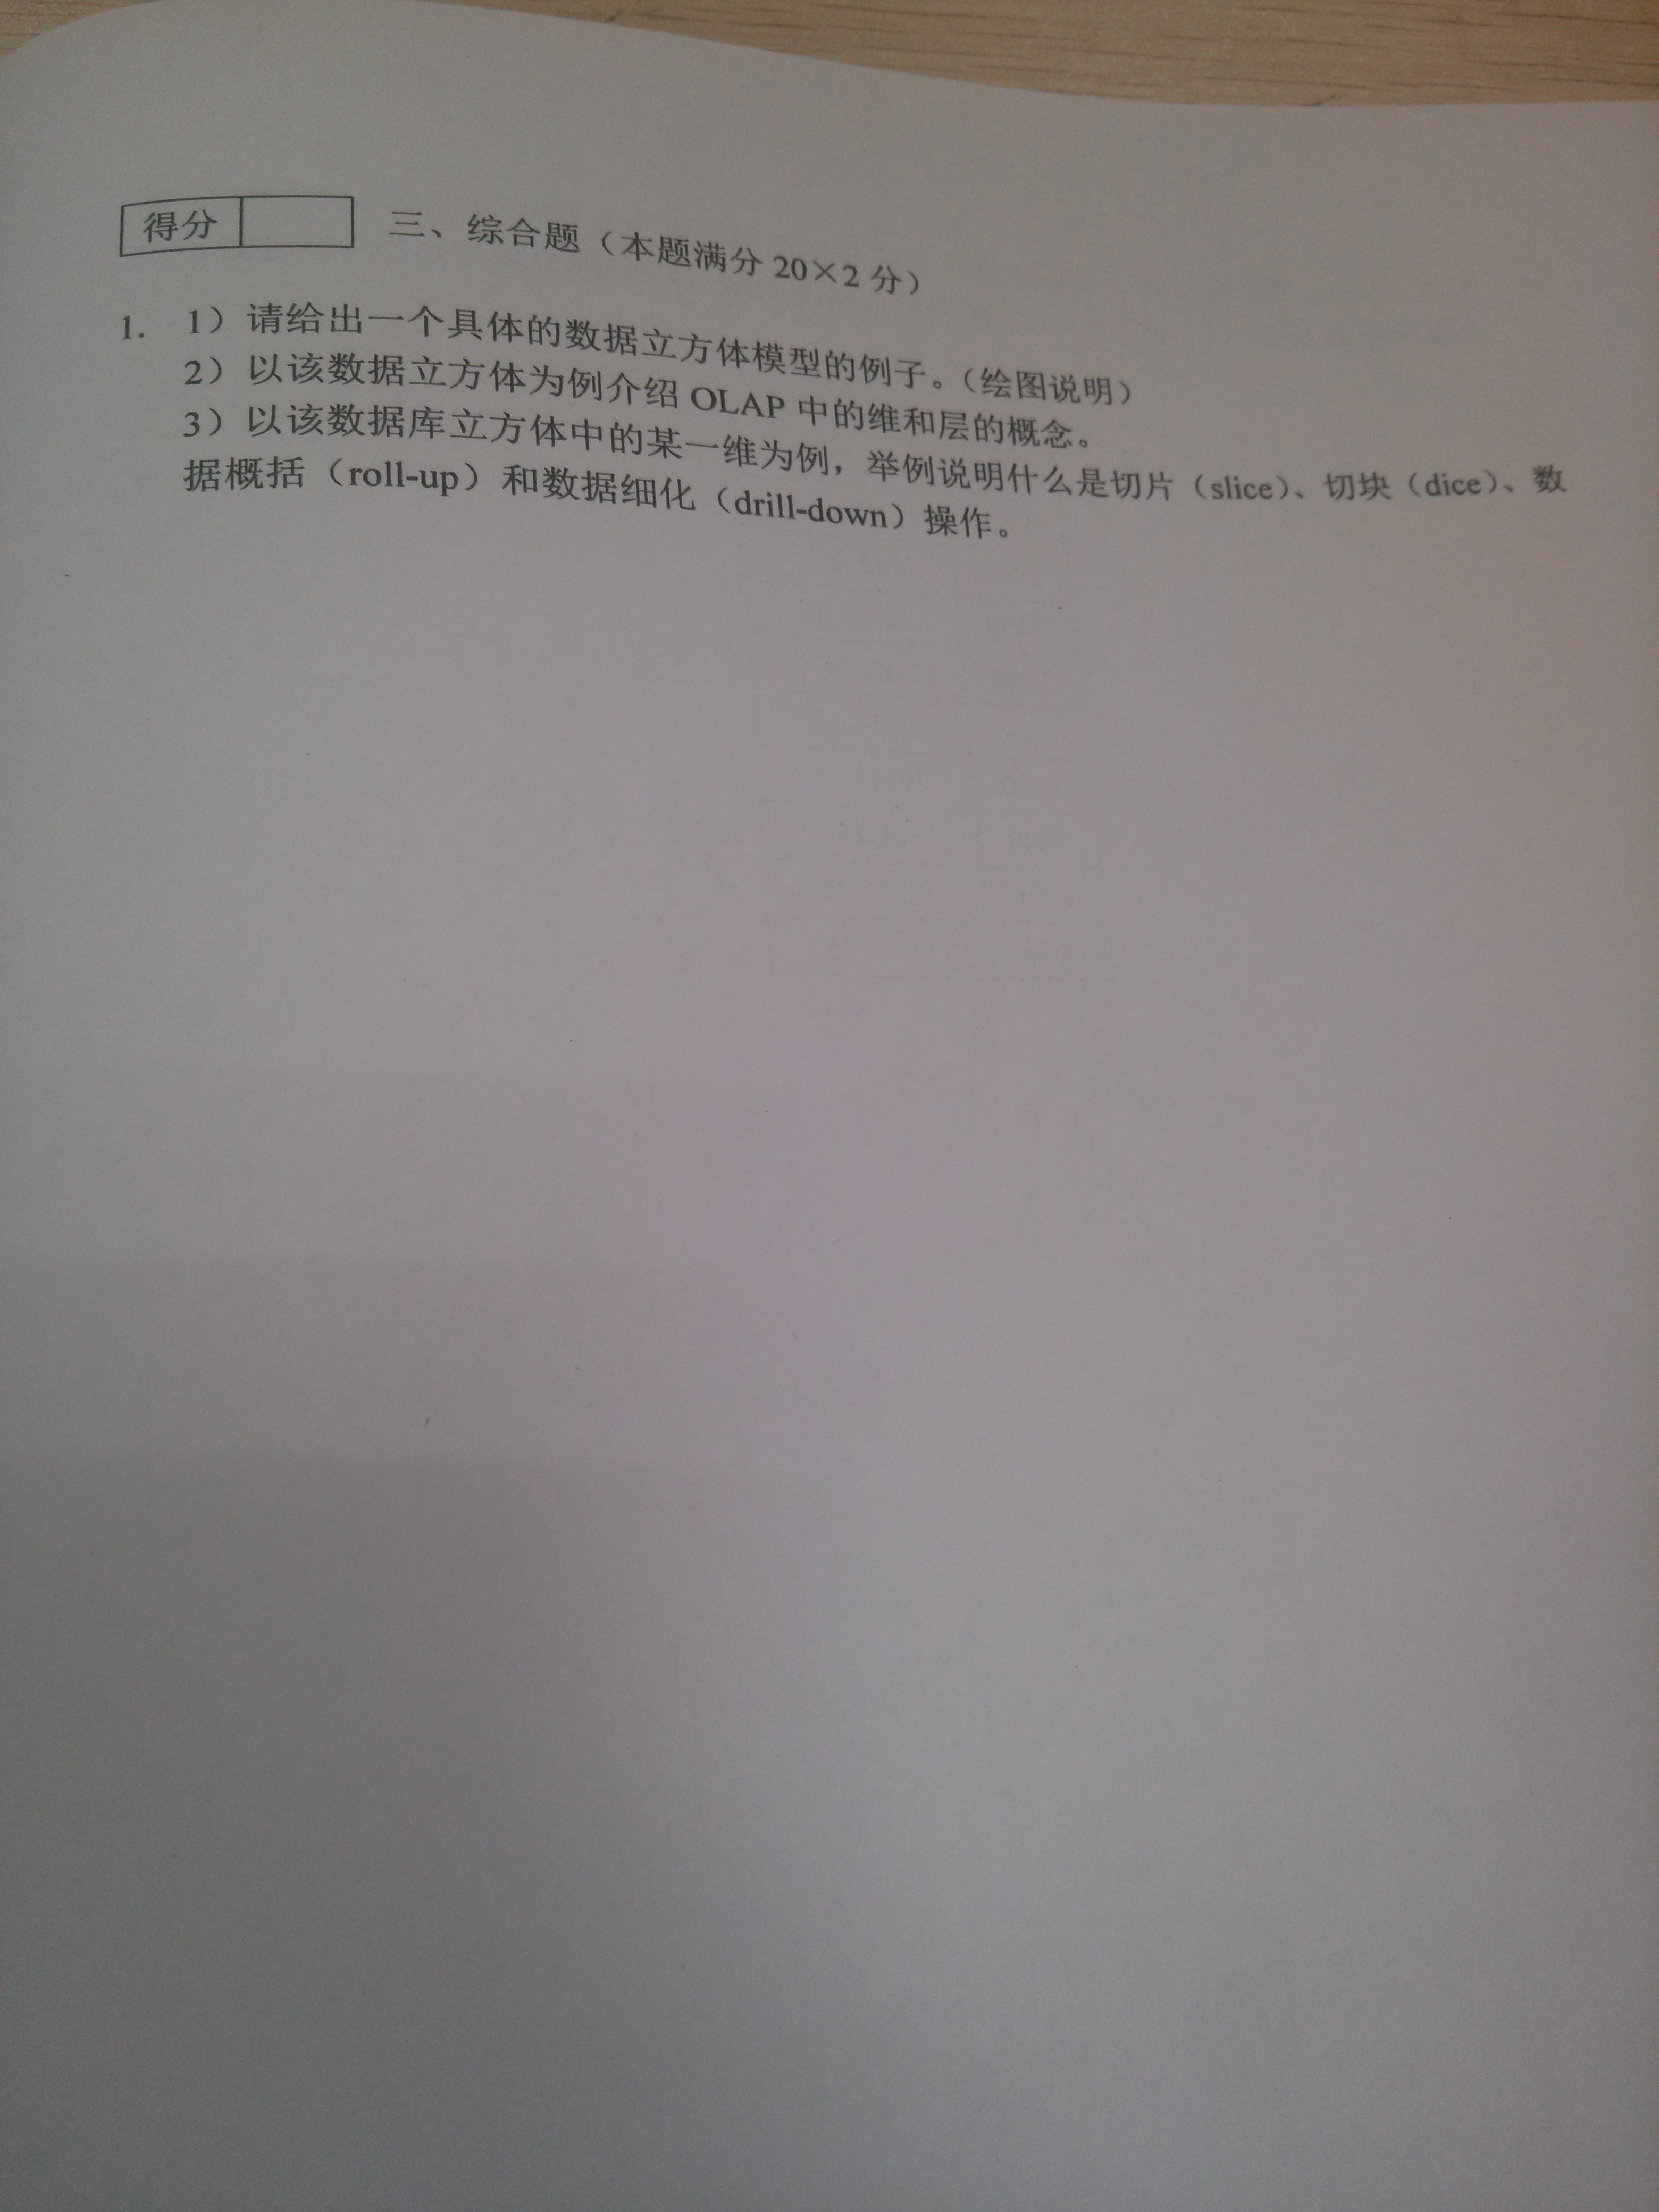 得分 三、综合题（本题满分 20×2 分）
1. 1）请给出一个具体的数据立方体模型的例子。（绘图说明）
2）以该数据立方体为例介绍 OLAP 中的维和层的概念。
3）以该数据库立方体中的某一维为例，举例说明什么是切片（slice）、切块（dice）、数
据概括（roll-up）和数据细化（drill-down）操作。